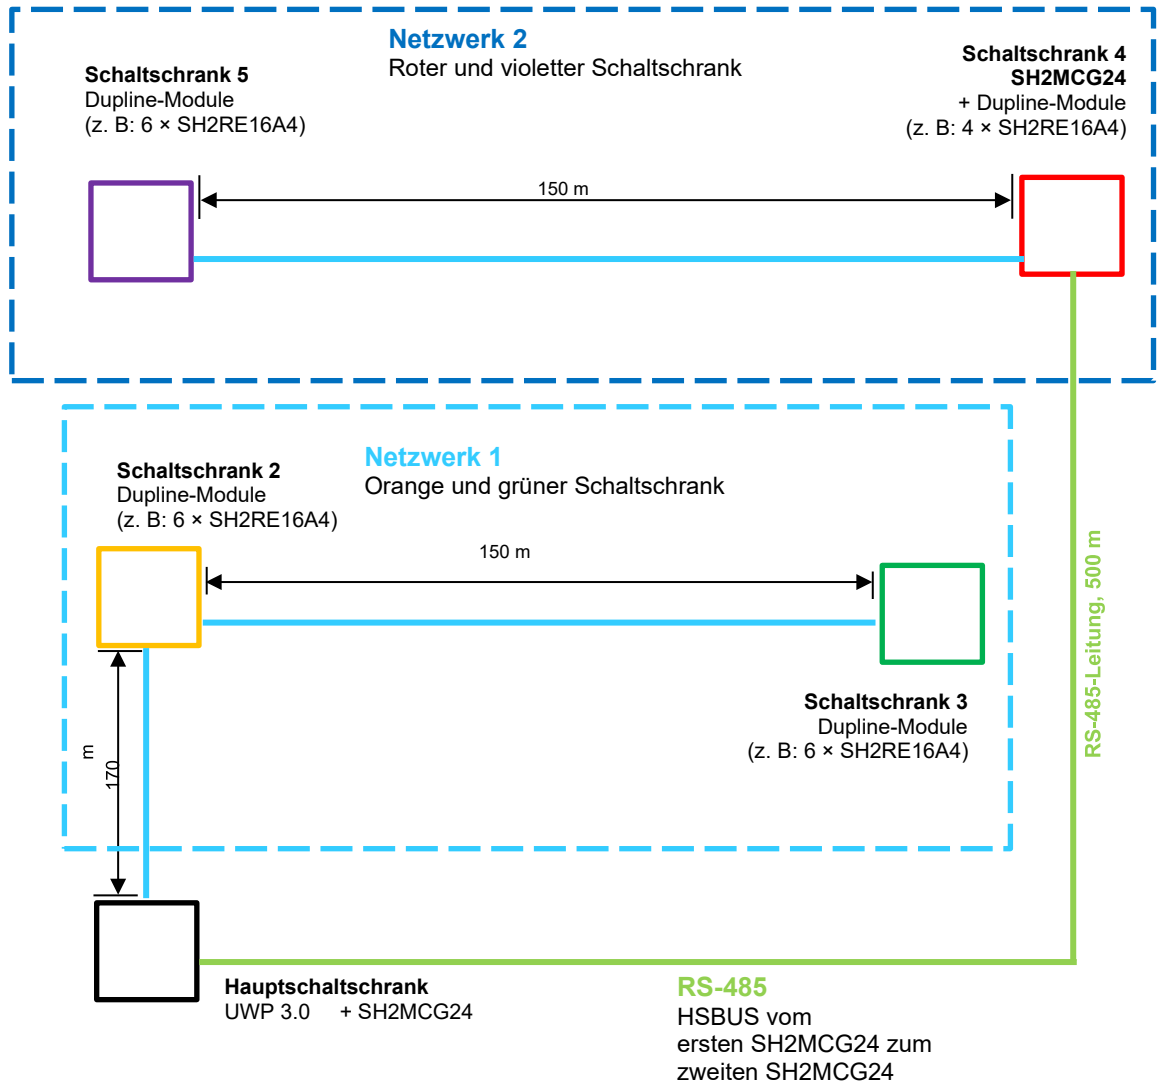 Netzwerk 2
Roter und violetter Schaltschrank
Schaltschrank 5
Dupline-Module
(z. B: 6 × SH2RE16A4)
Schaltschrank 4
SH2MCG24
+ Dupline-Module
(z. B: 4 × SH2RE16A4)
150 m
Netzwerk 1
Orange und grüner Schaltschrank
Schaltschrank 2
Dupline-Module
(z. B: 6 × SH2RE16A4)
150 m
RS-485-Leitung, 500 m
Schaltschrank 3
Dupline-Module
(z. B: 6 × SH2RE16A4)
m
170
Hauptschaltschrank
UWP 3.0 + SH2MCG24
RS-485
HSBUS vom
ersten SH2MCG24 zum
zweiten SH2MCG24